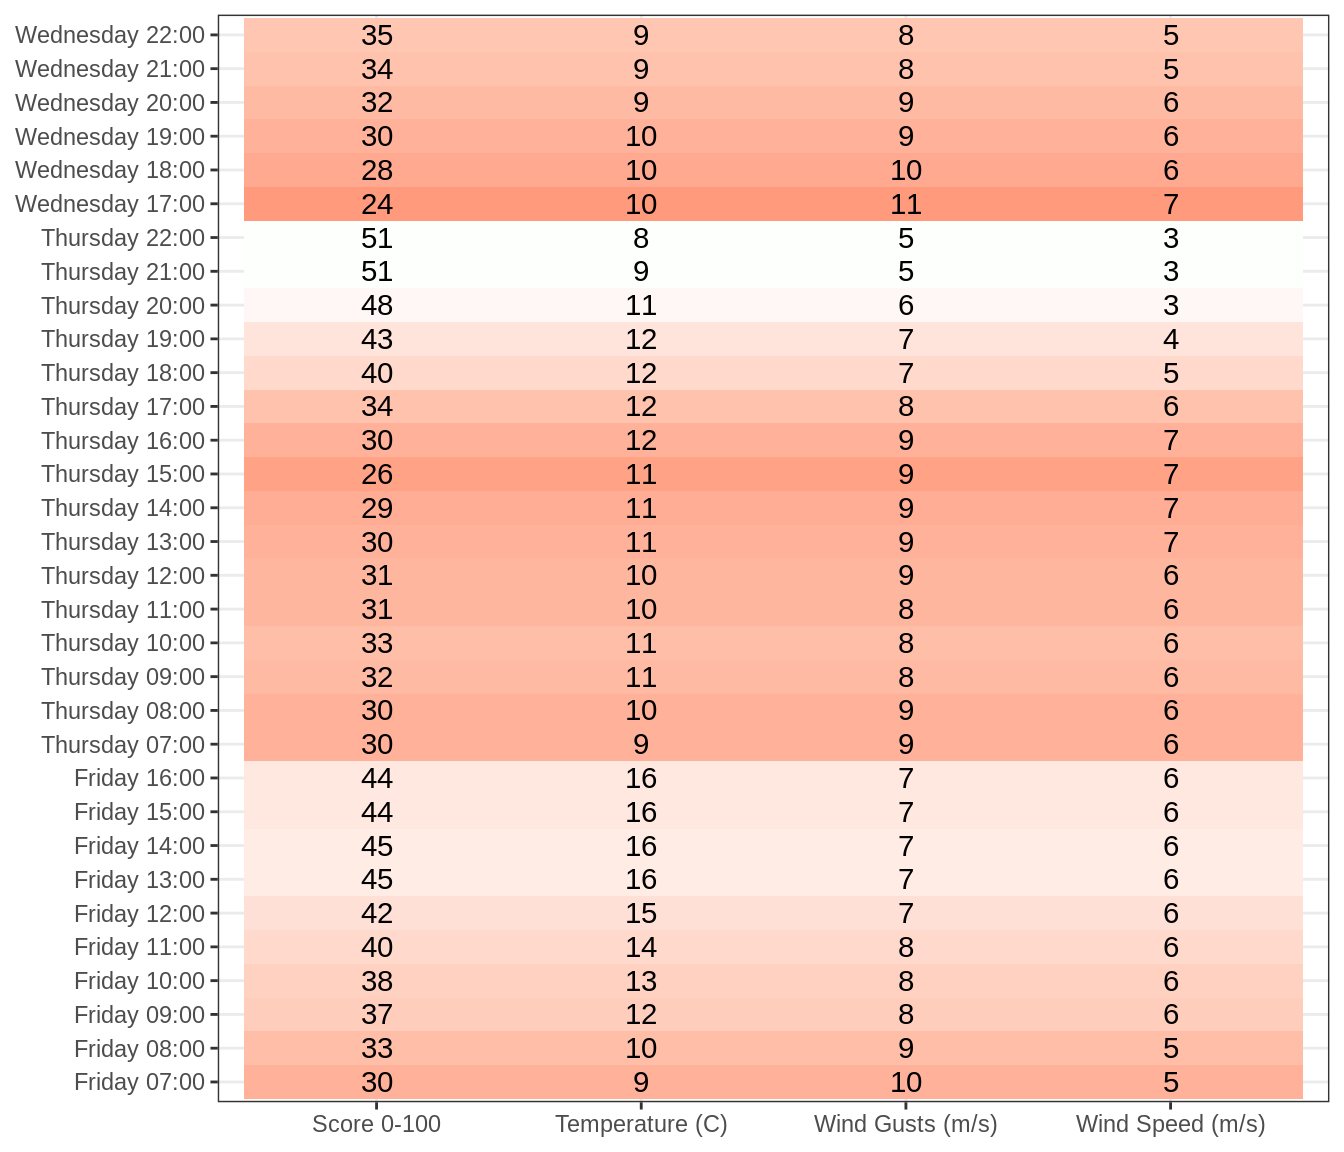 Wednesday 22:00 35 9 8 5
Wednesday 21:00 34 9 8 5
Wednesday 20:00 32 9 9 6
Wednesday 19:00 30 10 9 6
Wednesday 18:00 28 10 10 6
Wednesday 17:00 24 10 11 7
Thursday 22:00 51 8 5 3
Thursday 21:00 51 9 5 3
Thursday 20:00 48 11 6 3
Thursday 19:00 43 12 7 4
Thursday 18:00 40 12 7 5
Thursday 17:00 34 12 8 6
Thursday 16:00 30 12 9 7
Thursday 15:00 26 11 9 7
Thursday 14:00 29 11 9 7
Thursday 13:00 30 11 9 7
Thursday 12:00 31 10 9 6
Thursday 11:00 31 10 8 6
Thursday 10:00 33 11 8 6
Thursday 09:00 32 11 8 6
Thursday 08:00 30 10 9 6
Thursday 07:00 30 9 9 6
Friday 16:00 44 16 7 6
Friday 15:00 44 16 7 6
Friday 14:00 45 16 7 6
Friday 13:00 45 16 7 6
Friday 12:00 42 15 7 6
Friday 11:00 40 14 8 6
Friday 10:00 38 13 8 6
Friday 09:00 37 12 8 6
Friday 08:00 33 10 9 5
Friday 07:00 30 9 10 5
Score 0-100 Temperature (C) Wind Gusts (m/s) Wind Speed (m/s)